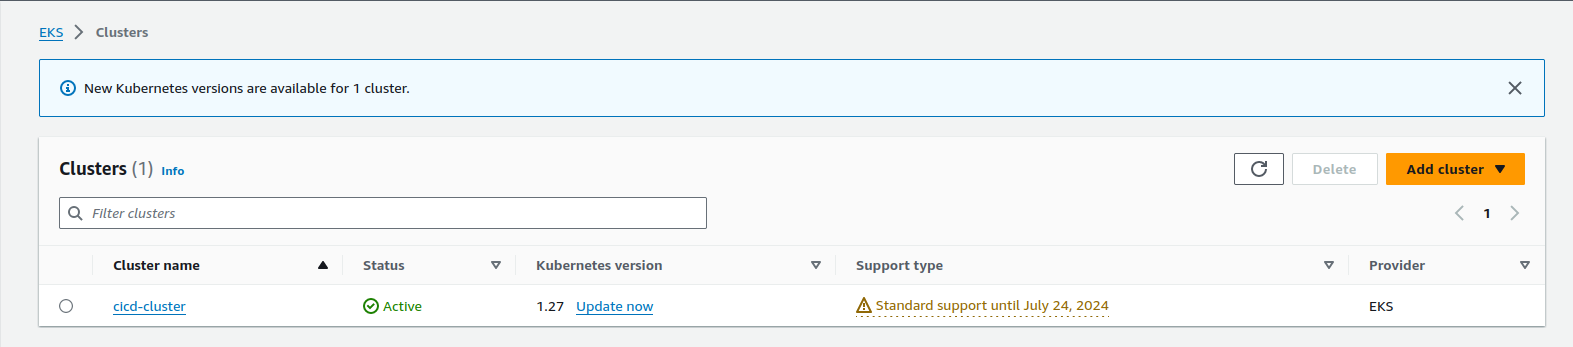 EKS > Clusters
New Kubernetes versions are available for 1 cluster.
Clusters (1) Info
Delete
Add cluster
Filter clusters
1
Cluster name Status Kubernetes version Support type Provider
cicd-cluster Active 1.27 Update now Standard support until July 24, 2024 EKS